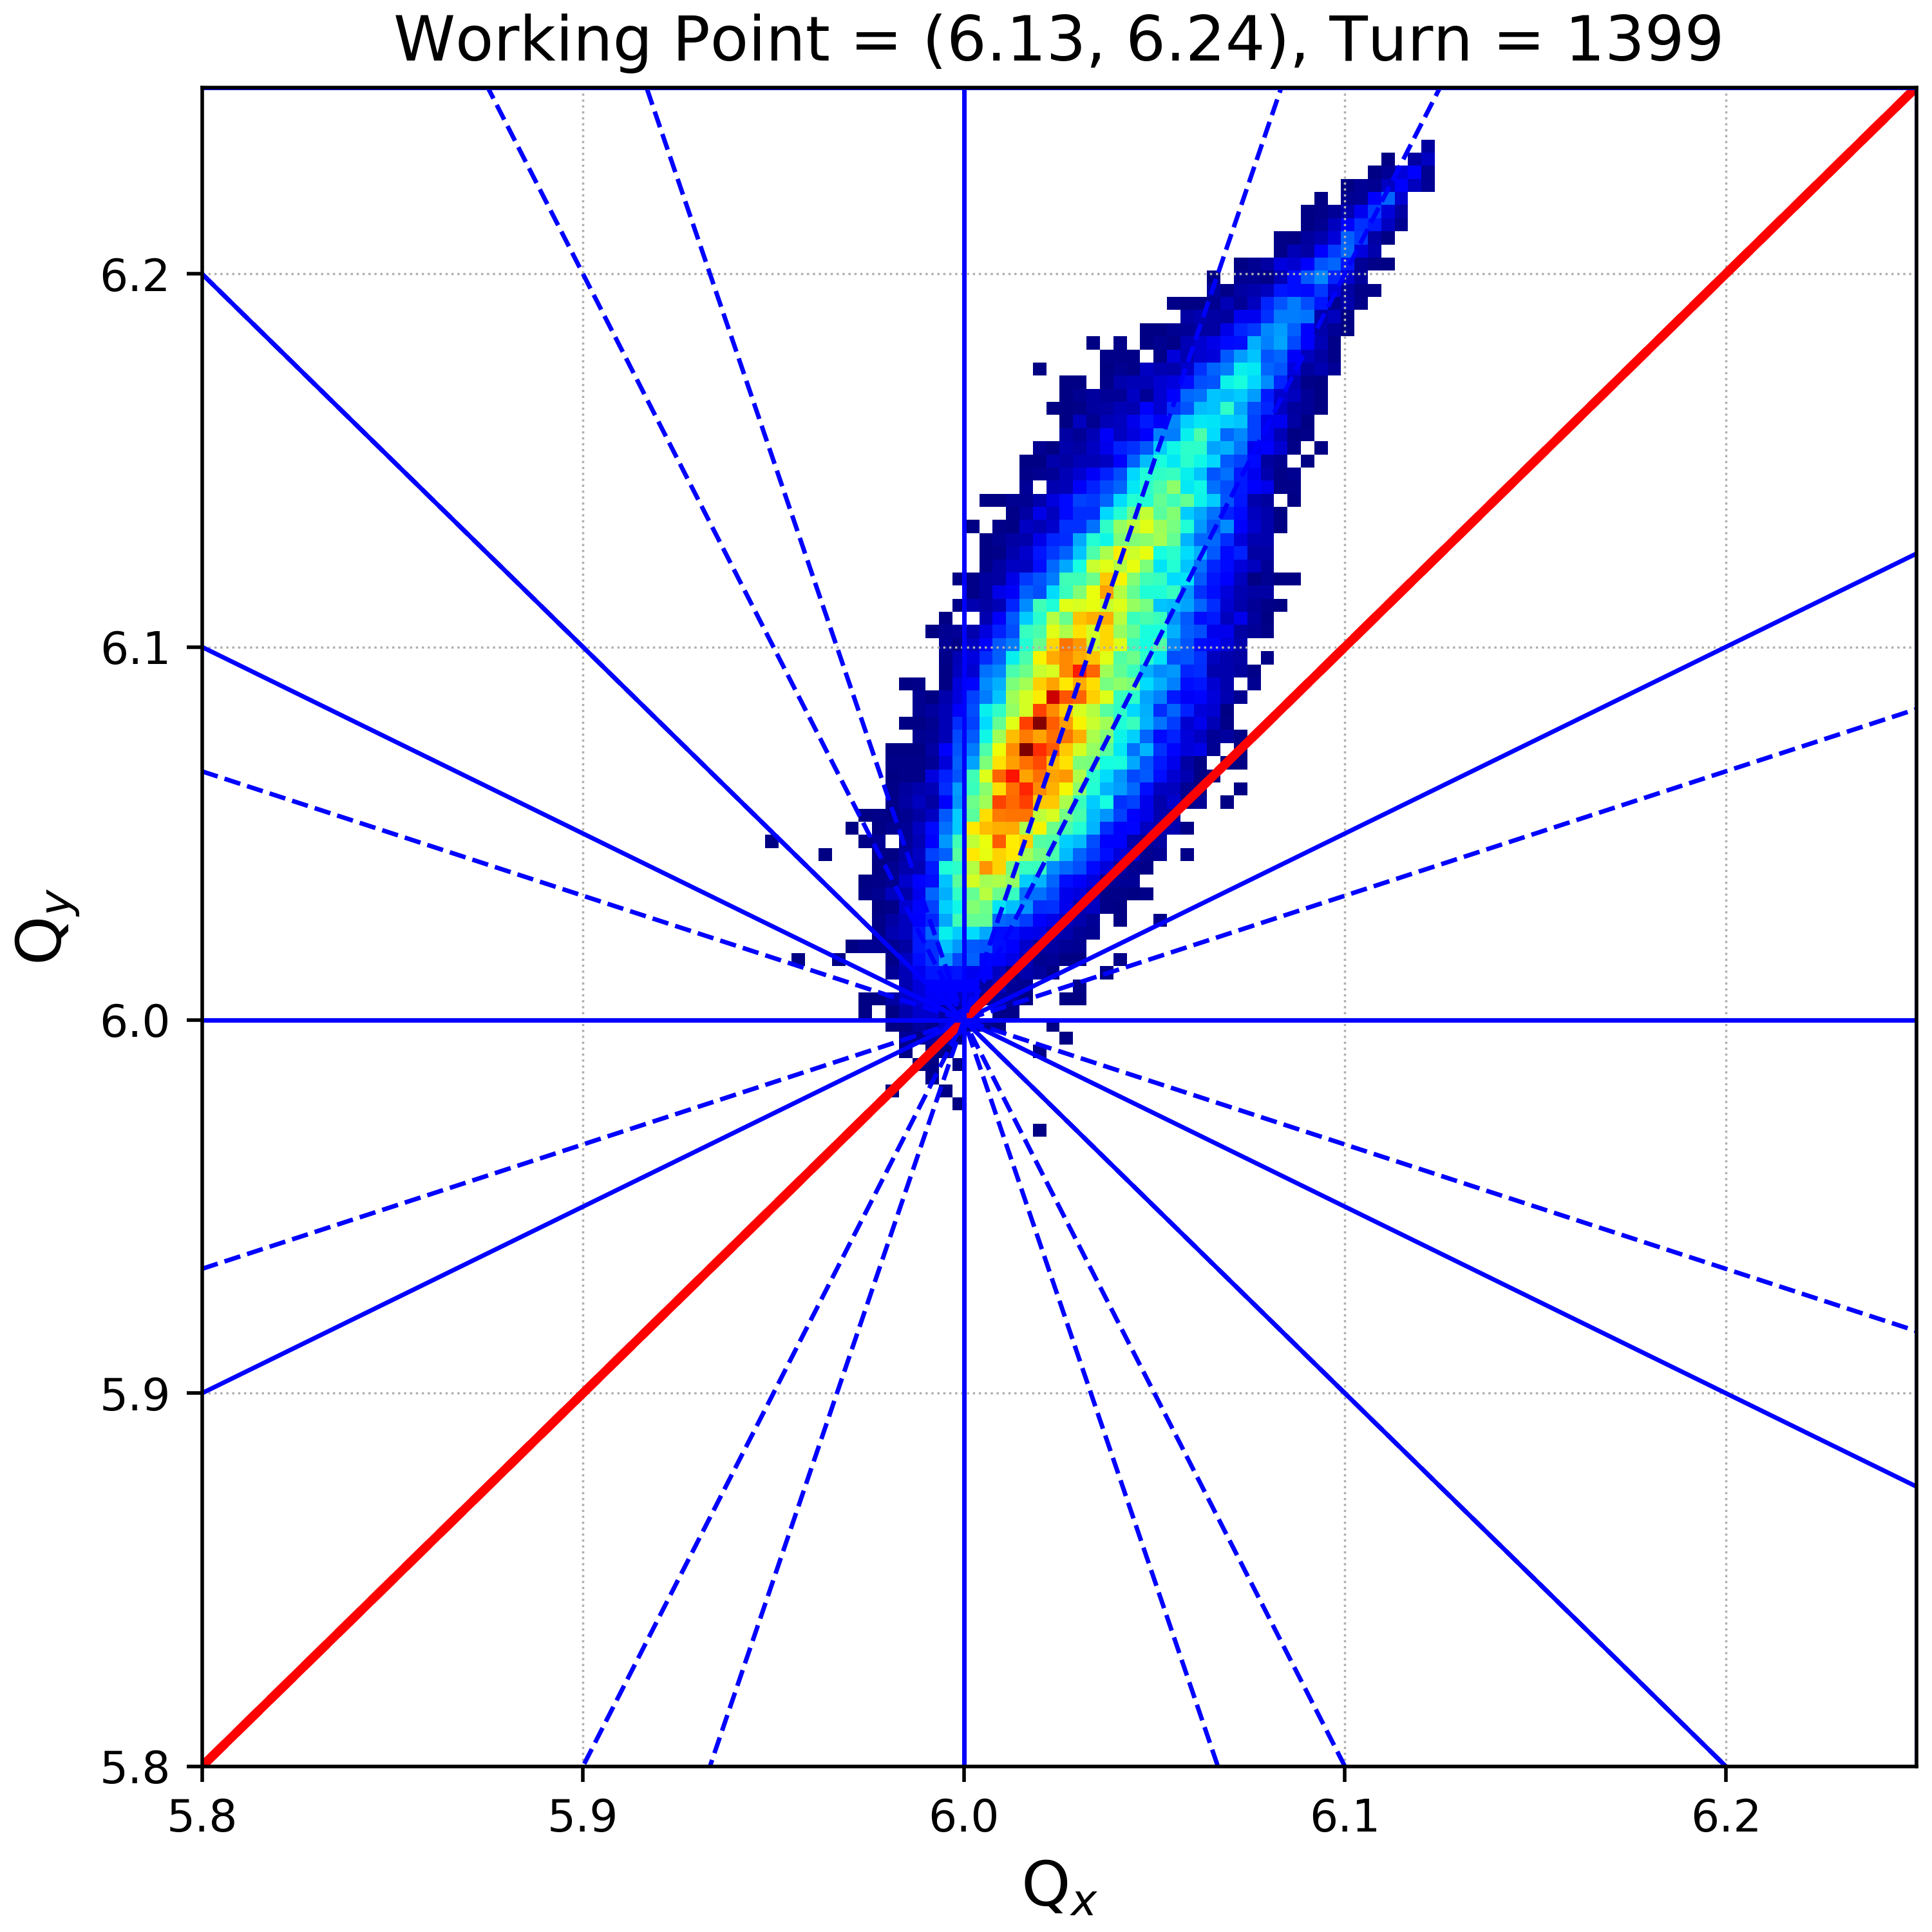 Working Point = (6.13, 6.24), Turn = 1399
6.2
6.1
6.0
5.9
5.8
Qy
5.8 5.9 6.0 6.1 6.2
Qx